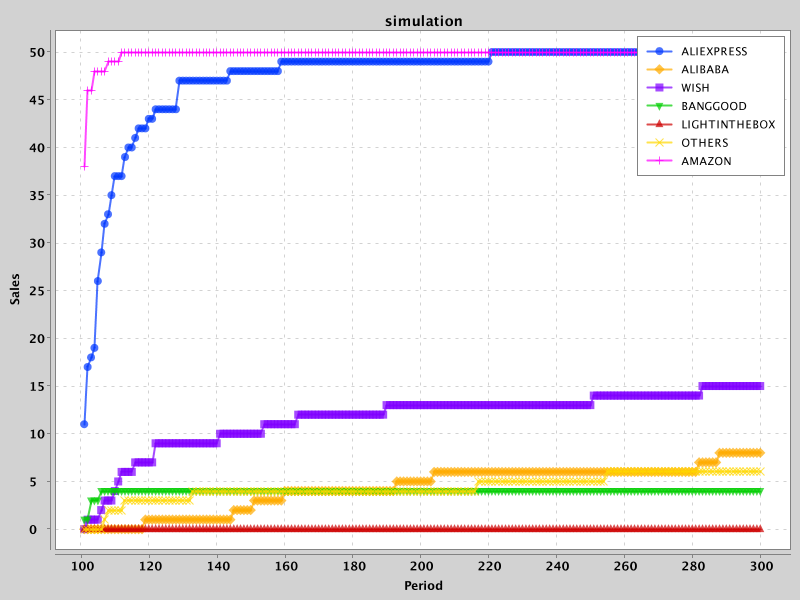 simulation
50
45
40
35
30
25
20
15
10
5
0
Sales
ALIEXPRESS
ALIBABA
WISH
BANGGOOD
LIGHTINTHEBOX
OTHERS
AMAZON
100 120 140 160 180 200 220 240 260 280 300
Period